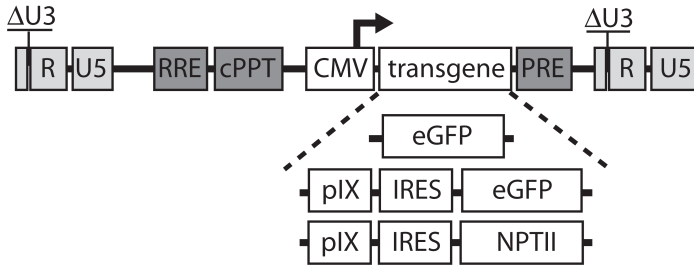 ΔU3 ΔU3
R U5 RRE cPPT CMV transgene PRE R U5
eGFP
pIX IRES eGFP
pIX IRES NPTII